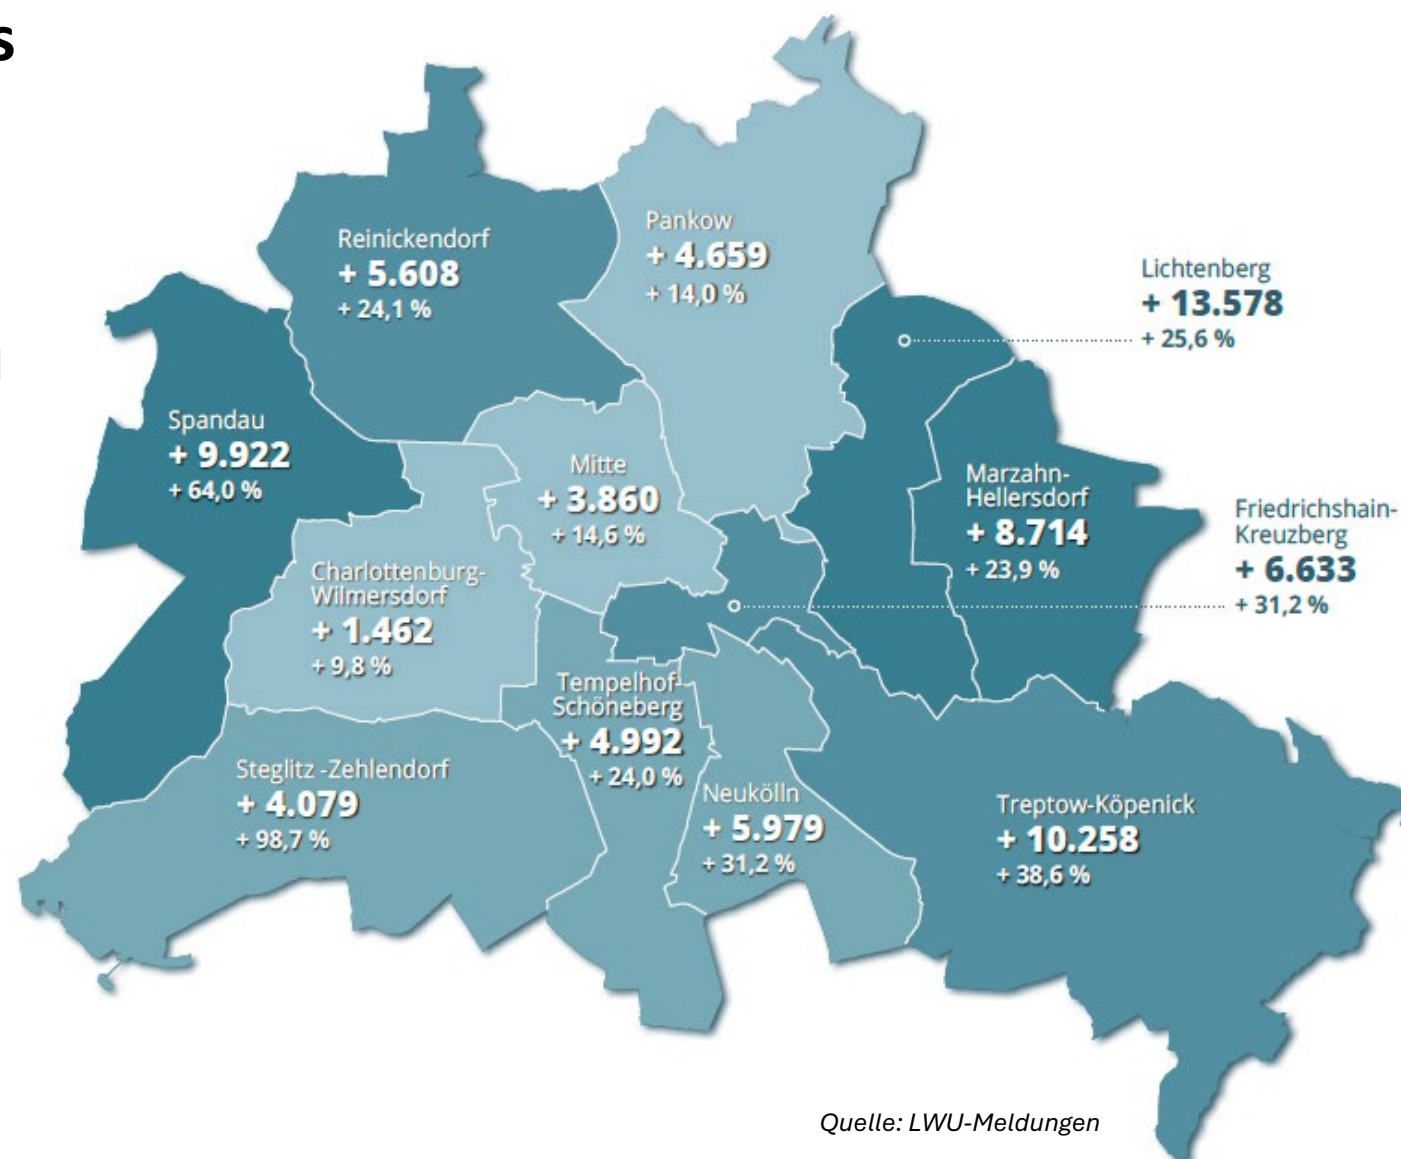 s
Reinickendorf
+ 5.608
+ 24,1 %
Pankow
+ 4.659
+ 14,0 %
Lichtenberg
+ 13.578
+ 25,6 %
Spandau
+ 9.922
+ 64,0 %
Mitte
+ 3.860
+ 14,6 %
Marzahn-
Hellersdorf
+ 8.714
+ 23,9 %
Friedrichshain-
Kreuzberg
+ 6.633
+ 31,2 %
Charlottenburg-
Wilmersdorf
+ 1.462
+ 9,8 %
Tempelhof-
Schöneberg
+ 4.992
+ 24,0 %
Steglitz -Zehlendorf
+ 4.079
+ 98,7 %
Neukölln
+ 5.979
+ 31,2 %
Treptow-Köpenick
+ 10.258
+ 38,6 %
Quelle: LWU-Meldungen